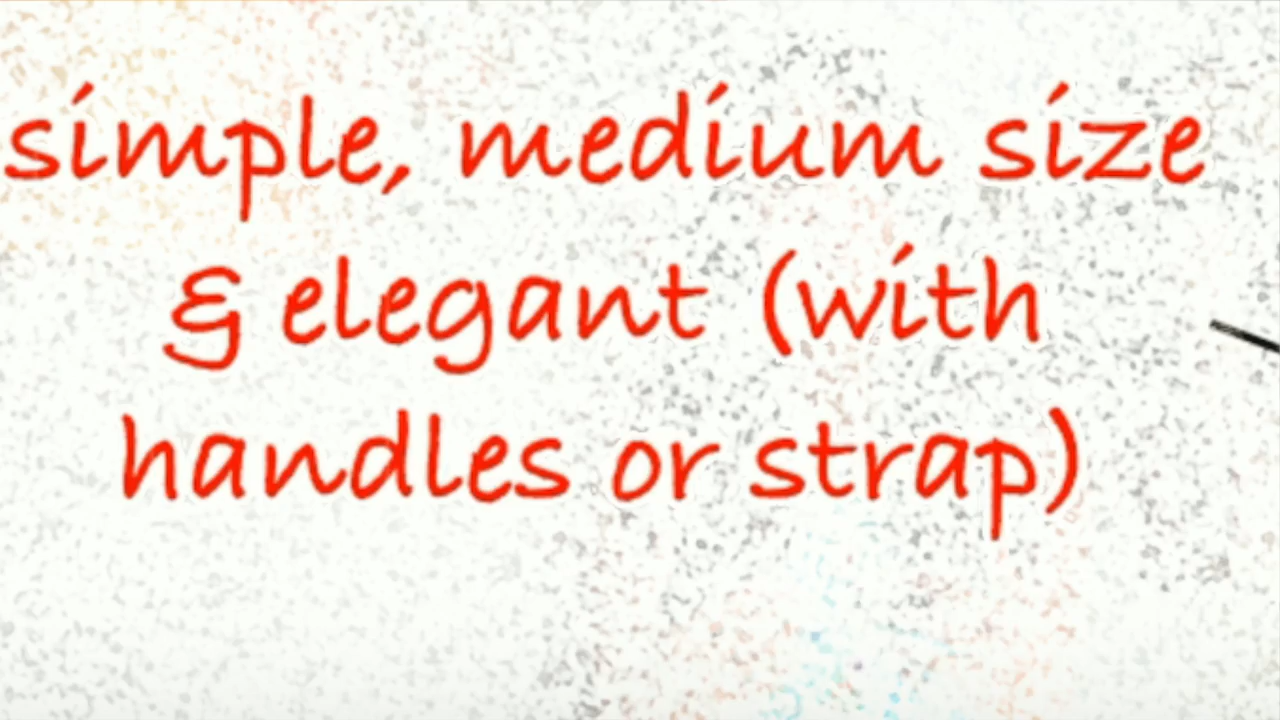 simple, medium size
& elegant (with
handles or strap)